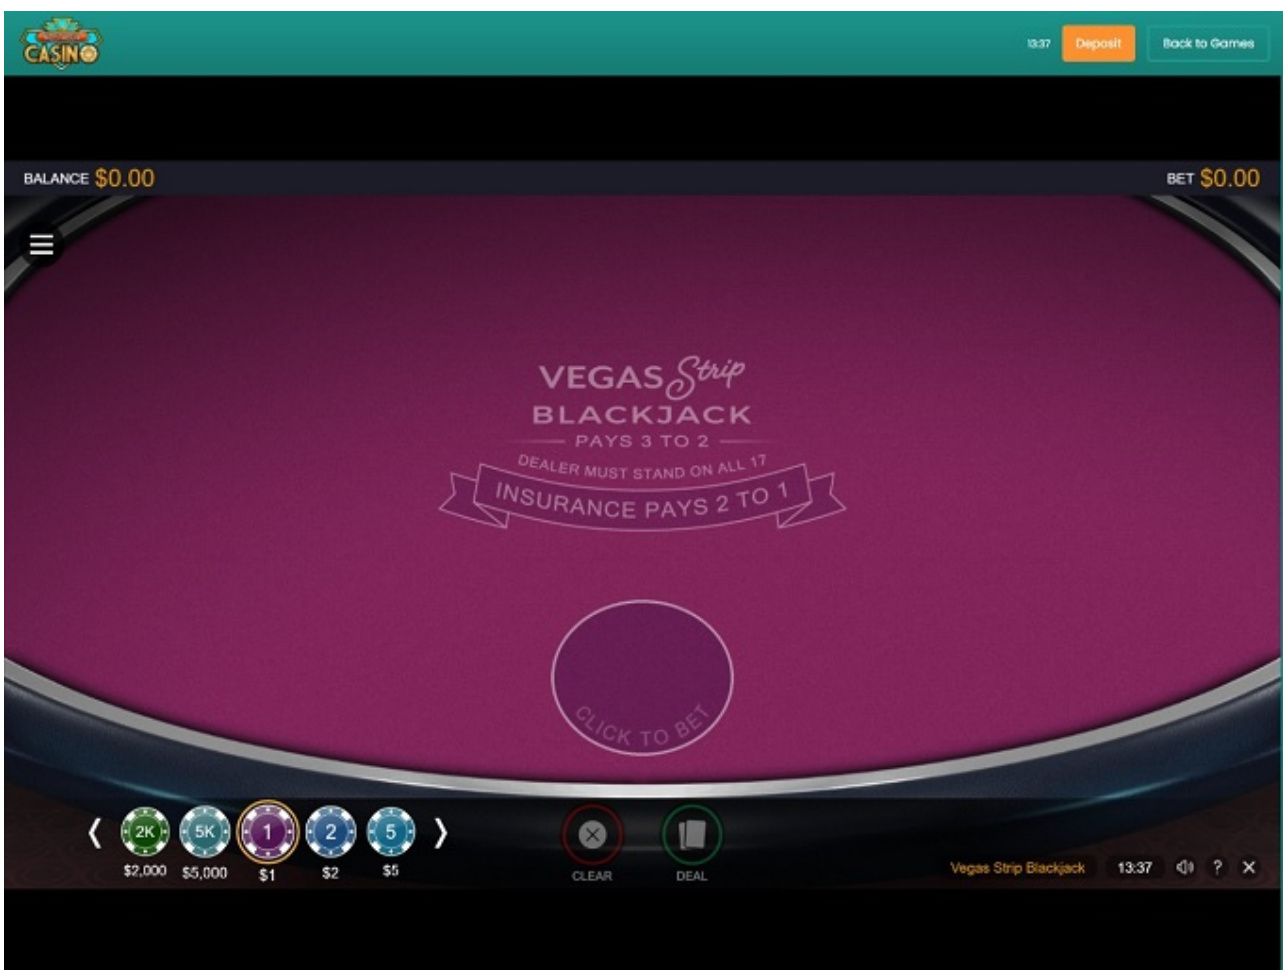 CASINO
13:37
Deposit
Back to Games
BALANCE $0.00
BET $0.00
VEGAS Strip
BLACKJACK
PAYS 3 TO 2
DEALER MUST STAND ON ALL 17
INSURANCE PAYS 2 TO 1
CLICK TO BET
2K
5K
1
2
5
$2,000
$5,000
$1
$2
$5
CLEAR
DEAL
Vegas Strip Blackjack
13:37
?